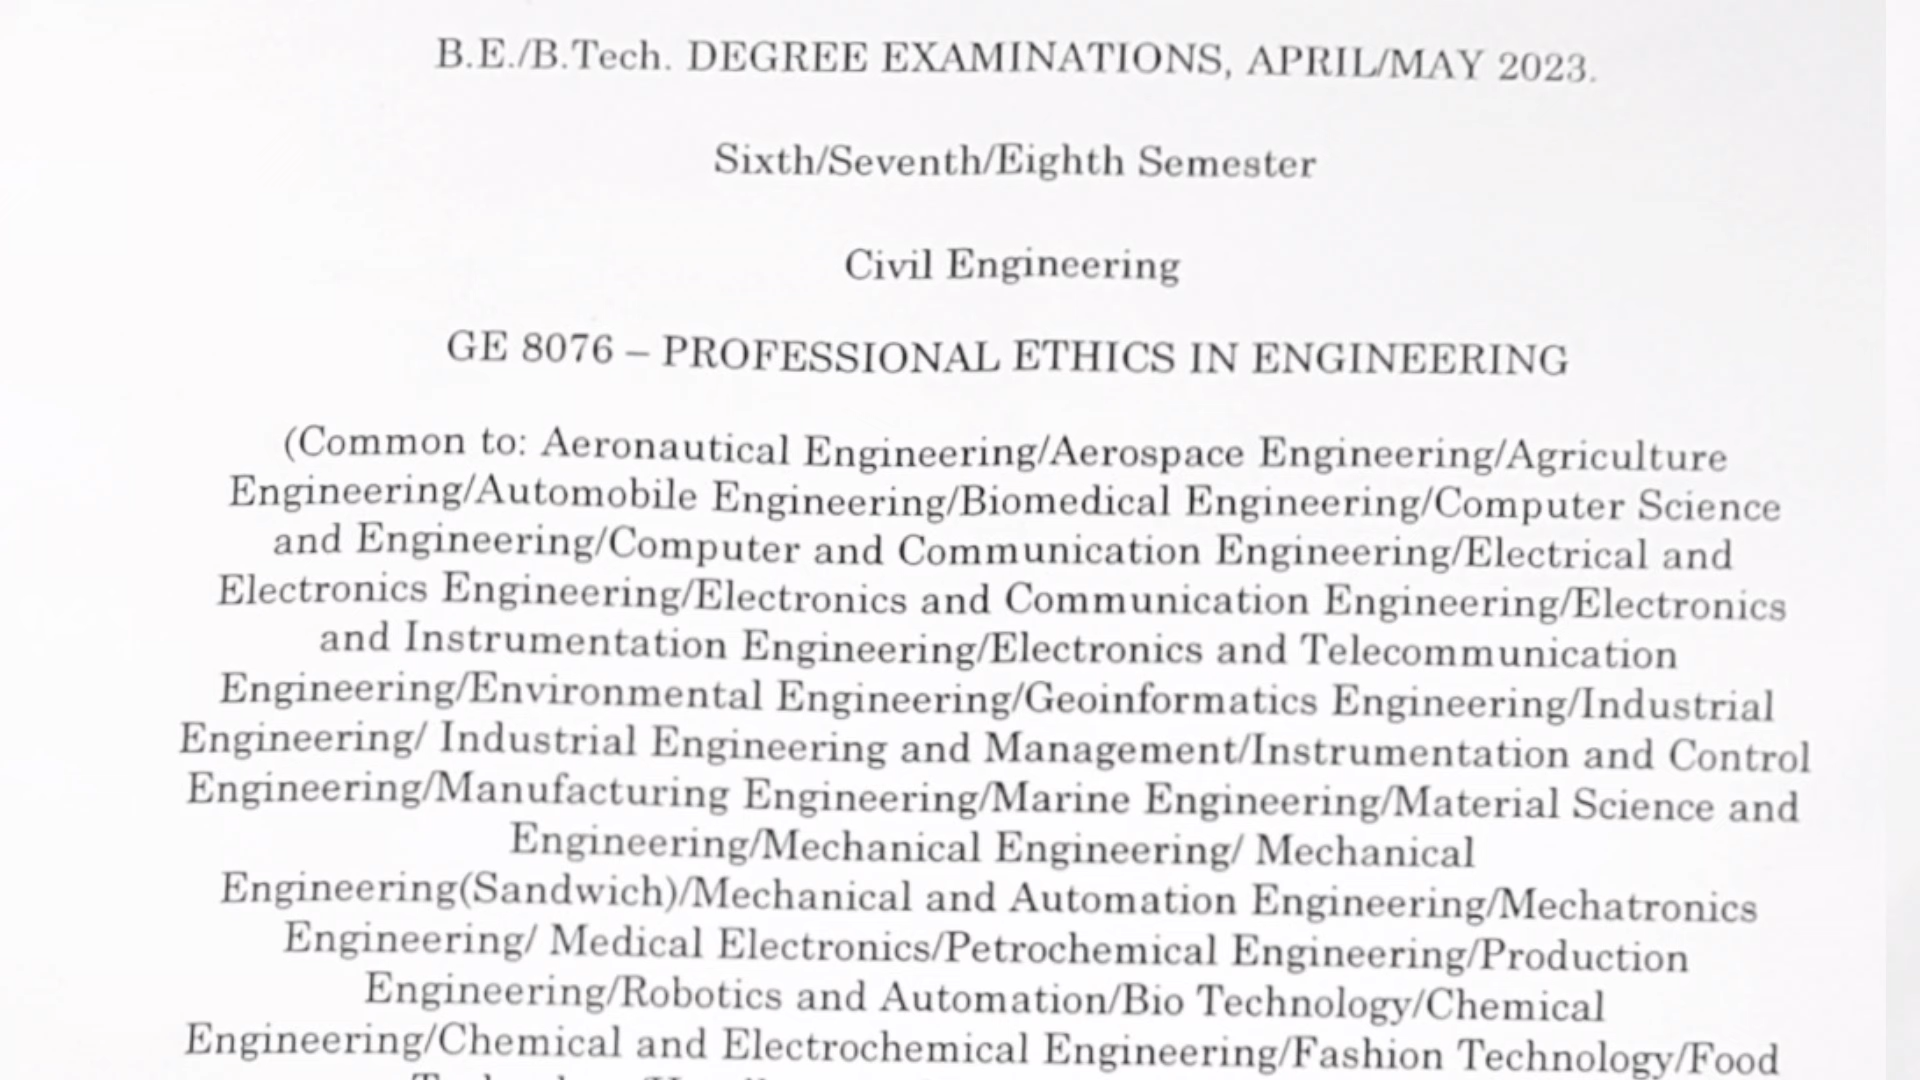 B.E./B.Tech. DEGREE EXAMINATIONS, APRIL/MAY 2023.
Sixth/Seventh/Eighth Semester
Civil Engineering
GE 8076 – PROFESSIONAL ETHICS IN ENGINEERING
(Common to: Aeronautical Engineering/Aerospace Engineering/Agriculture
Engineering/Automobile Engineering/Biomedical Engineering/Computer Science
and Engineering/Computer and Communication Engineering/Electrical and
Electronics Engineering/Electronics and Communication Engineering/Electronics
and Instrumentation Engineering/Electronics and Telecommunication
Engineering/Environmental Engineering/Geoinformatics Engineering/Industrial
Engineering/ Industrial Engineering and Management/Instrumentation and Control
Engineering/Manufacturing Engineering/Marine Engineering/Material Science and
Engineering/Mechanical Engineering/ Mechanical
Engineering(Sandwich)/Mechanical and Automation Engineering/Mechatronics
Engineering/ Medical Electronics/Petrochemical Engineering/Production
Engineering/Robotics and Automation/Bio Technology/Chemical
Engineering/Chemical and Electrochemical Engineering/Fashion Technology/Food